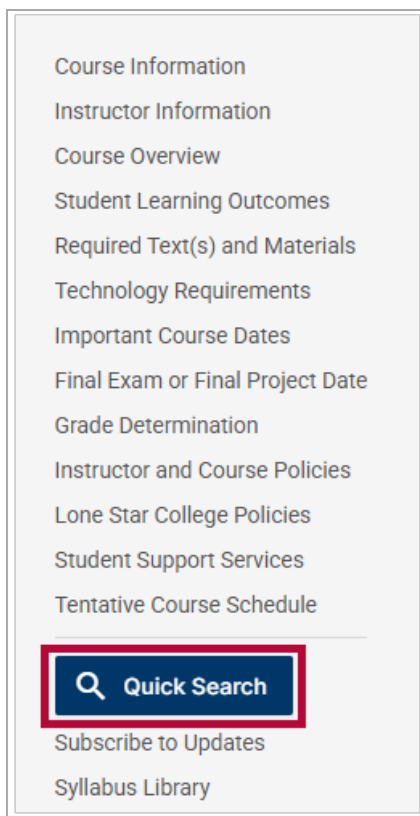 Course Information
Instructor Information
Course Overview
Student Learning Outcomes
Required Text(s) and Materials
Technology Requirements
Important Course Dates
Final Exam or Final Project Date
Grade Determination
Instructor and Course Policies
Lone Star College Policies
Student Support Services
Tentative Course Schedule
Quick Search
Subscribe to Updates
Syllabus Library